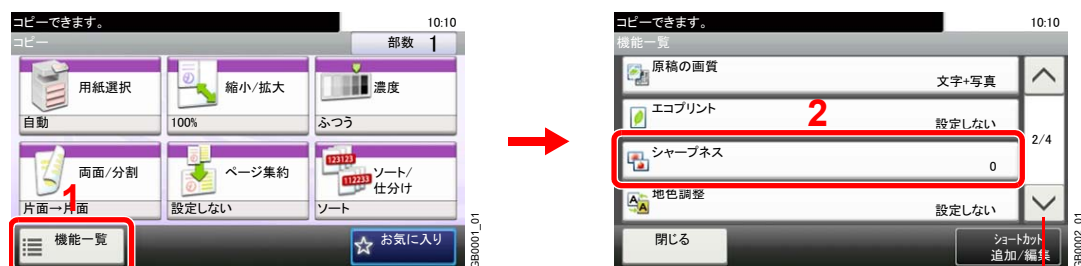 コピーできます。 10:10
コピー 部数 1
用紙選択
自動
縮小/拡大
100%
濃度
ふつう
両面/分割
片面→片面
ページ集約
設定しない
123123
112233
ソート/
仕分け
ソート
1
機能一覧
お気に入り
GB0001_01
コピーできます。 10:10
機能一覧
原稿の画質
文字+写真
エコプリント
設定しない
2
シャープネス
0
2/4
地色調整
設定しない
閉じる
ショートカット
追加/編集
GB0002_01